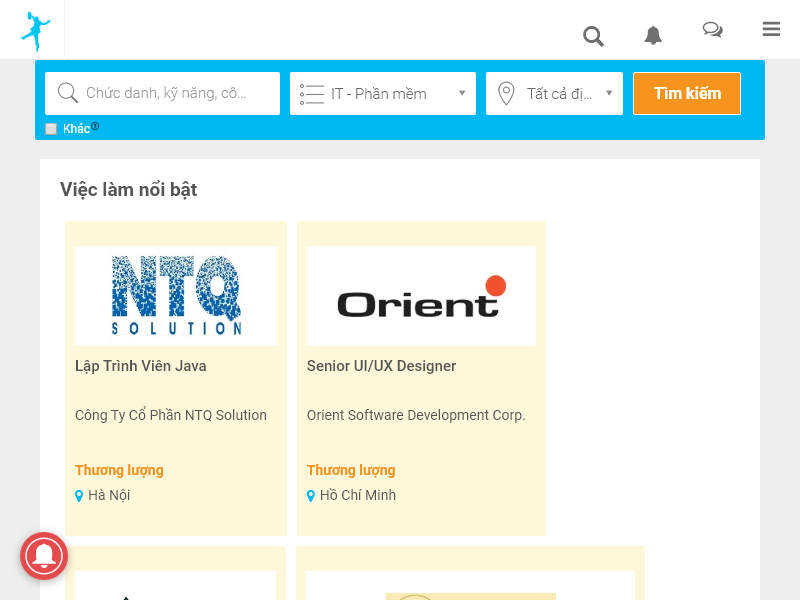 Chức danh, kỹ năng, cô...
IT - Phần mềm
Tất cả đị...
Tìm kiếm
Khác
Việc làm nổi bật
NTQ
SOLUTION
Orient
Lập Trình Viên Java
Senior UI/UX Designer
Công Ty Cổ Phần NTQ Solution
Orient Software Development Corp.
Thương lượng
Thương lượng
Hà Nội
Hồ Chí Minh